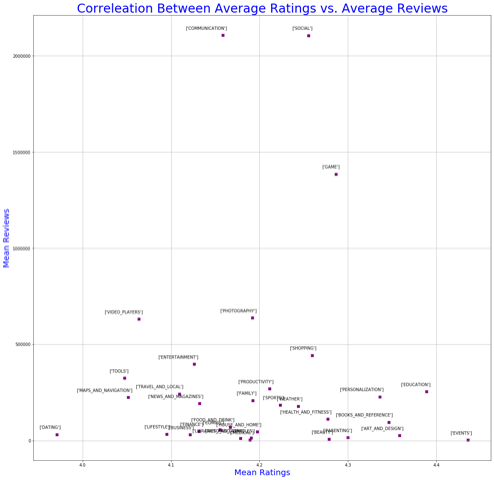 Correleation Between Average Ratings vs. Average Reviews
['COMMUNICATION']
['SOCIAL']
2000000
1500000
['GAME']
1000000
['VIDEO_PLAYERS']
['PHOTOGRAPHY']
500000
['SHOPPING']
['ENTERTAINMENT']
['TOOLS']
['MAPS_AND_NAVIGATION']
['TRAVEL_AND_LOCAL']
['PRODUCTIVITY']
['PERSONALIZATION']
['EDUCATION']
['NEWS_AND_MAGAZINES']
['FAMILY']
['SPORTS']
['WEATHER']
['HEALTH_AND_FITNESS']
['BOOKS_AND_REFERENCE']
['FOOD_AND_DRINK']
['FINANCE']
['HOUSE_AND_HOME']
['DATING']
['LIFESTYLE']
['BUSINESS']
['BEAUTY']
['PARENTING']
['ART_AND_DESIGN']
['EVENTS']
0
4.0
4.1
4.2
4.3
4.4
Mean Ratings
Mean Reviews